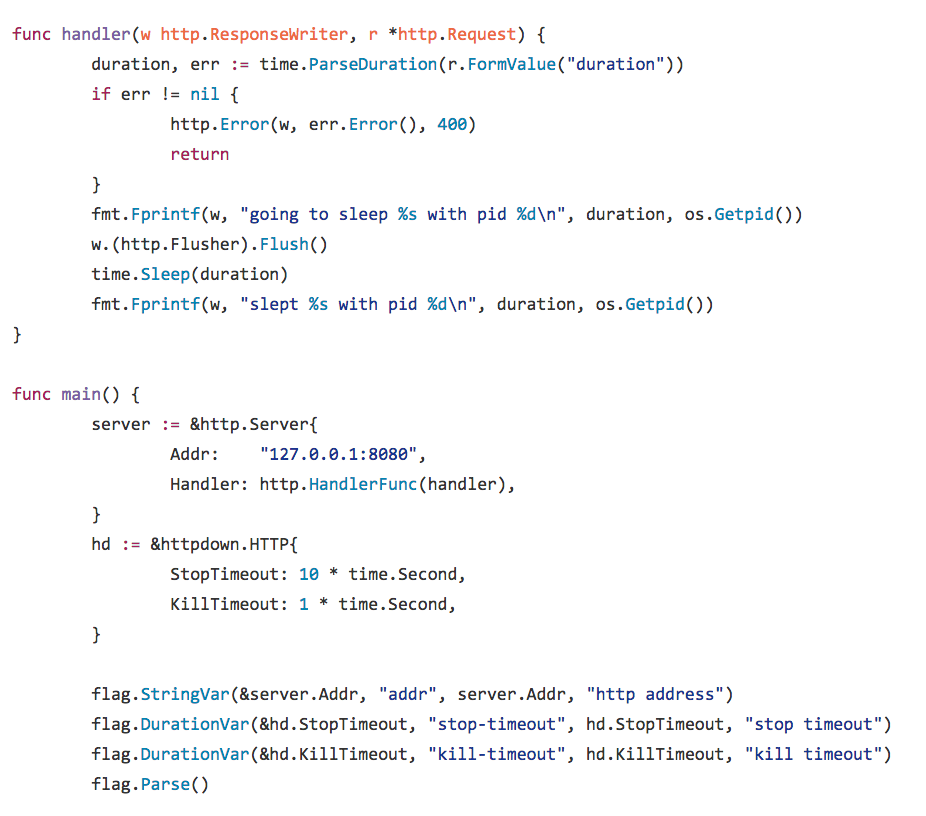 func handler(w http.ResponseWriter, r *http.Request) {
        duration, err := time.ParseDuration(r.FormValue("duration"))
        if err != nil {
                http.Error(w, err.Error(), 400)
                return
        }
        fmt.Fprintf(w, "going to sleep %s with pid %d\n", duration, os.Getpid())
        w.(http.Flusher).Flush()
        time.Sleep(duration)
        fmt.Fprintf(w, "slept %s with pid %d\n", duration, os.Getpid())
}

func main() {
        server := &http.Server{
                Addr:    "127.0.0.1:8080",
                Handler: http.HandlerFunc(handler),
        }
        hd := &httpdown.HTTP{
                StopTimeout: 10 * time.Second,
                KillTimeout: 1 * time.Second,
        }

        flag.StringVar(&server.Addr, "addr", server.Addr, "http address")
        flag.DurationVar(&hd.StopTimeout, "stop-timeout", hd.StopTimeout, "stop timeout")
        flag.DurationVar(&hd.KillTimeout, "kill-timeout", hd.KillTimeout, "kill timeout")
        flag.Parse()